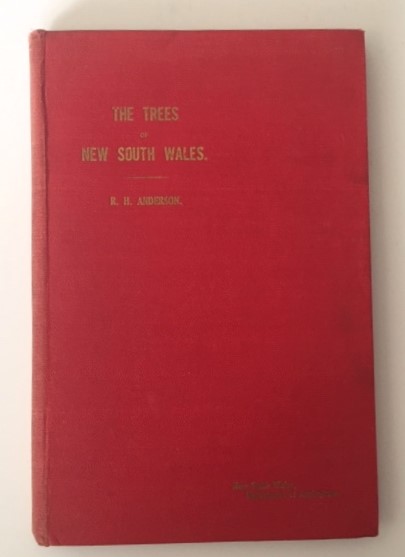 THE TREES
OF
NEW SOUTH WALES.
R. H. ANDERSON.